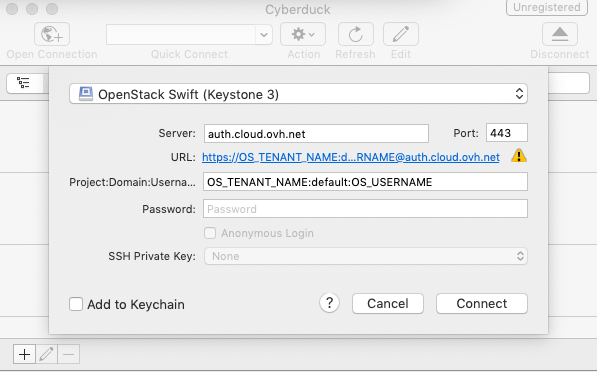 Cyberduck
Unregistered
Open Connection
Quick Connect
Action
Refresh
Edit
Disconnect
OpenStack Swift (Keystone 3)
Server: auth.cloud.ovh.net Port: 443
URL: https://OS_TENANT_NAME:d...RNAME@auth.cloud.ovh.net
Project:Domain:Userna... OS_TENANT_NAME:default:OS_USERNAME
Password: Password
Anonymous Login
SSH Private Key: None
Add to Keychain
? Cancel Connect